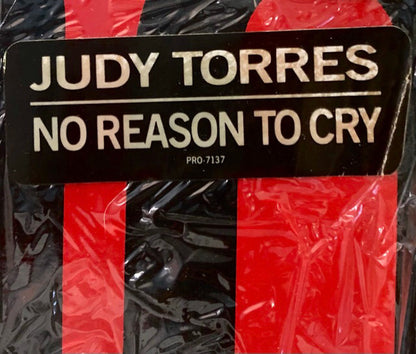 JUDY TORRES
NO REASON TO CRY
PRO-7137